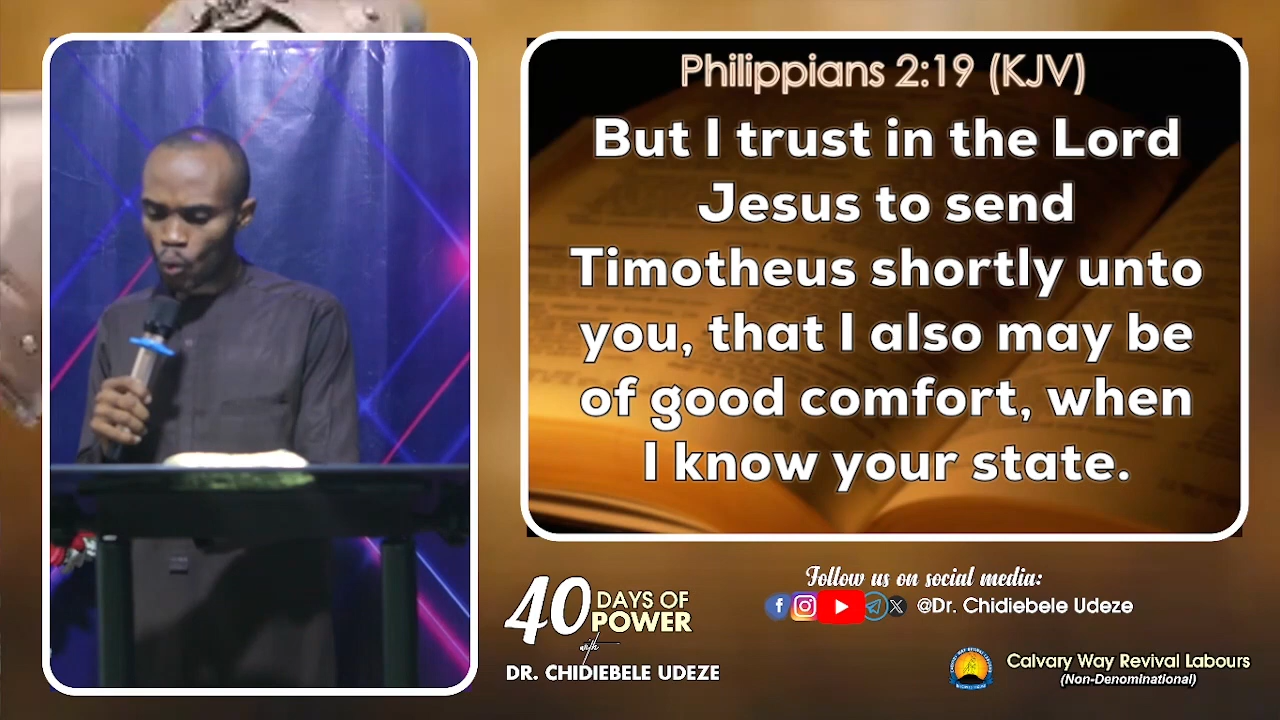 Philippians 2:19 (KJV)
But I trust in the Lord
Jesus to send
Timotheus shortly unto
you, that I also may be
of good comfort, when
I know your state.
40 DAYS OF
POWER
with
DR. CHIDIEBELE UDEZE
Follow us on social media:
@Dr. Chidiebele Udeze
Calvary Way Revival Labours
(Non-Denominational)